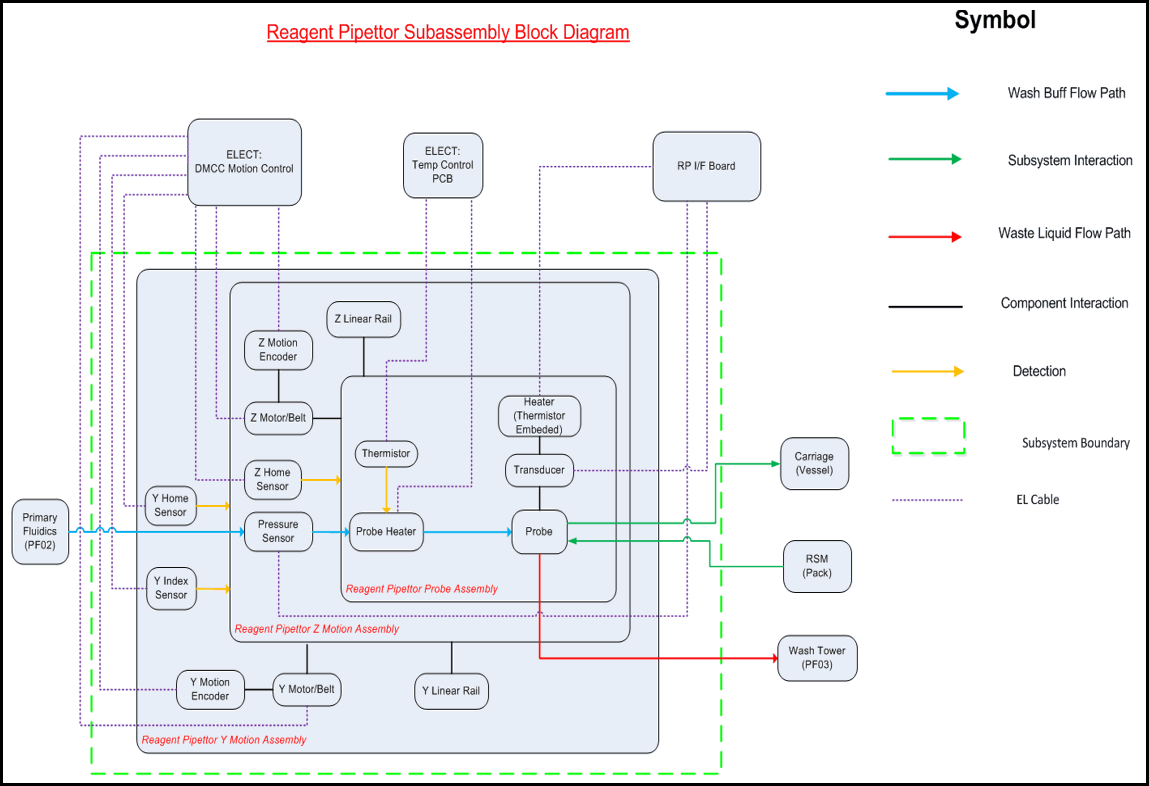 Reagent Pipettor Subassembly Block Diagram
Symbol
Wash Buff Flow Path
Subsystem Interaction
Waste Liquid Flow Path
Component Interaction
Detection
Subsystem Boundary
EL Cable
ELECT:
DMCC Motion Control
ELECT:
Temp Control
PCB
RP I/F Board
Z Linear Rail
Z Motion
Encoder
Z Motor/Belt
Heater
(Thermistor
Embeded)
Thermistor
Transducer
Z Home
Sensor
Y Home
Sensor
Primary
Fluidics
(PF02)
Pressure
Sensor
Probe Heater
Probe
Carriage
(Vessel)
RSM
(Pack)
Y Index
Sensor
Reagent Pipettor Probe Assembly
Reagent Pipettor Z Motion Assembly
Wash Tower
(PF03)
Y Motion
Encoder
Y Motor/Belt
Y Linear Rail
Reagent Pipettor Y Motion Assembly